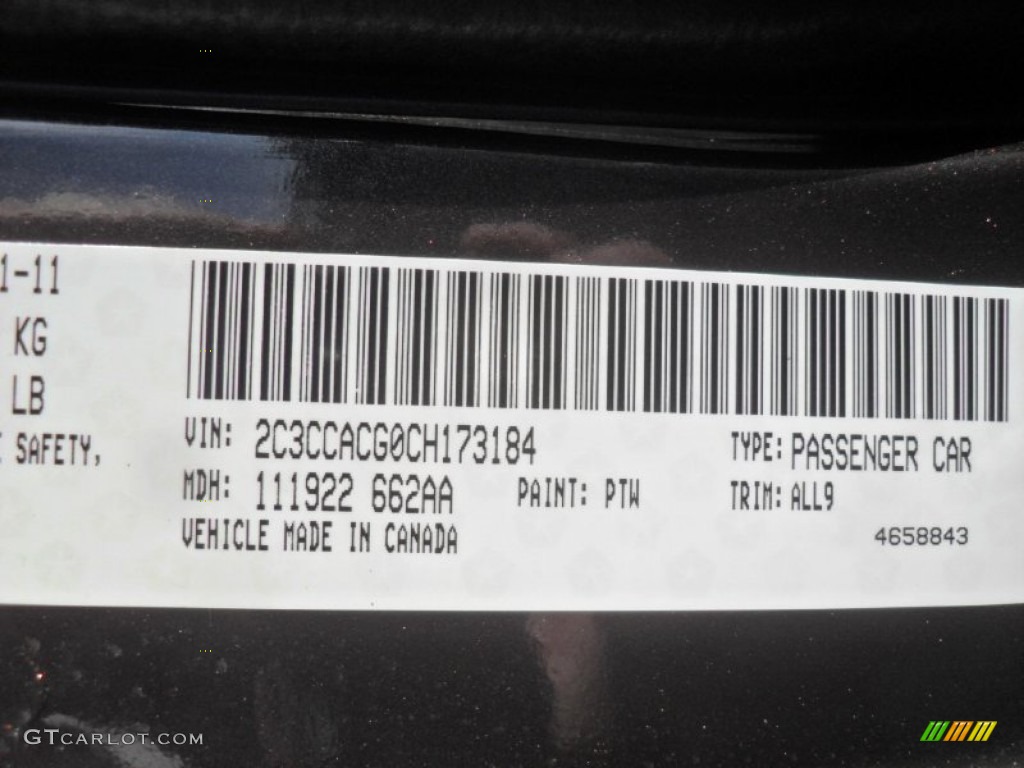 1-11
KG
LB
SAFETY,
VIN: 2C3CCACG0CH173184
TYPE: PASSENGER CAR
MDH: 111922 662AA
PAINT: PTW
TRIM: ALL9
VEHICLE MADE IN CANADA
4658843
GTCARLOT.COM